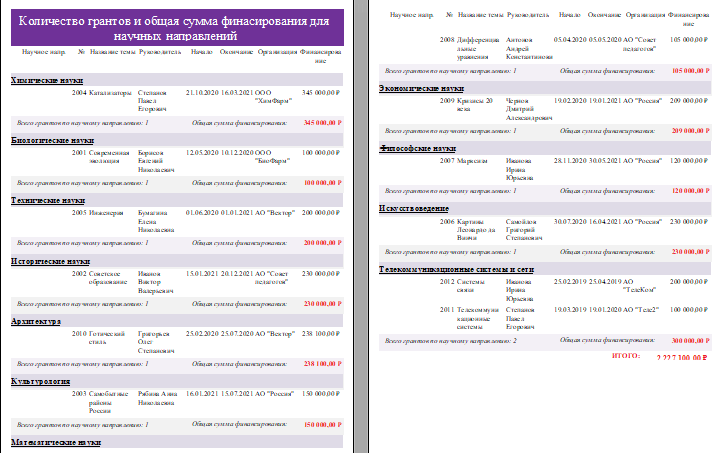 Количество грантов и общая сумма финасирования для
научных направлений
Научное напр. № Название темы Руководитель Начало Окончание Организация Финансирова
ние
Химические науки
2004 Катализаторы Степанов 21.10.2020 16.03.2021 ООО 345 000,00 ₽
Павел "ХимФарм"
Егорович
Всего грантов по научному направлению: 1 Общая сумма финансирования: 345 000,00 ₽
Биологические науки
2001 Современная Борисов 12.05.2020 10.12.2020 ООО 100 000,00 ₽
эволюция Евгений "БиоФарм"
Николаевич
Всего грантов по научному направлению: 1 Общая сумма финансирования: 100 000,00 ₽
Технические науки
2005 Инженерия Бумагина 01.06.2020 01.01.2021 АО "Вектор" 200 000,00 ₽
Елена
Николаевна
Всего грантов по научному направлению: 1 Общая сумма финансирования: 200 000,00 ₽
Исторические науки
2002 Советское Иванов 15.01.2021 20.12.2021 АО "Совет 230 000,00 ₽
образование Виктор педагогов"
Валерьевич
Всего грантов по научному направлению: 1 Общая сумма финансирования: 230 000,00 ₽
Архитектура
2010 Готический Григорьев 25.02.2020 25.07.2020 АО "Вектор" 238 100,00 ₽
стиль Олег
Степанович
Всего грантов по научному направлению: 1 Общая сумма финансирования: 238 100,00 ₽
Культурология
2003 Самобытные Рябина Анна 16.01.2021 15.07.2021 АО "Россия" 150 000,00 ₽
районы Николаевна
России
Всего грантов по научному направлению: 1 Общая сумма финансирования: 150 000,00 ₽
Математические науки
Научное напр. № Название темы Руководитель Начало Окончание Организация Финансирова
ние
2008 Дифференциа Антонов 05.04.2020 05.05.2020 АО "Совет 105 000,00 ₽
льные Андрей педагогов"
уравнения Константинови
Всего грантов по научному направлению: 1 Общая сумма финансирования: 105 000,00 ₽
Экономические науки
2009 Кризисы 20 Чернов 19.02.2020 19.01.2021 АО "Россия" 209 000,00 ₽
века Дмитрий
Александрович
Всего грантов по научному направлению: 1 Общая сумма финансирования: 209 000,00 ₽
Философские науки
2007 Марксизм Иванова 28.11.2020 30.05.2021 АО "Россия" 120 000,00 ₽
Ирина
Юрьевна
Всего грантов по научному направлению: 1 Общая сумма финансирования: 120 000,00 ₽
Искусствоведение
2006 Картины Самойлов 30.07.2020 16.04.2021 АО "Россия" 230 000,00 ₽
Леонардо да Григорий
Винчи Степанович
Всего грантов по научному направлению: 1 Общая сумма финансирования: 230 000,00 ₽
Телекоммуникационные системы и сети
2012 Системы Иванова 25.02.2019 25.04.2019 АО 200 000,00 ₽
связи Ирина "ТелеКом"
Юрьевна
2011 Телекоммуни Степанов 19.03.2019 19.01.2020 АО "Теле2" 100 000,00 ₽
кационные Павел
системы Егорович
Всего грантов по научному направлению: 2 Общая сумма финансирования: 300 000,00 ₽
ИТОГО: 2 227 100,00 ₽